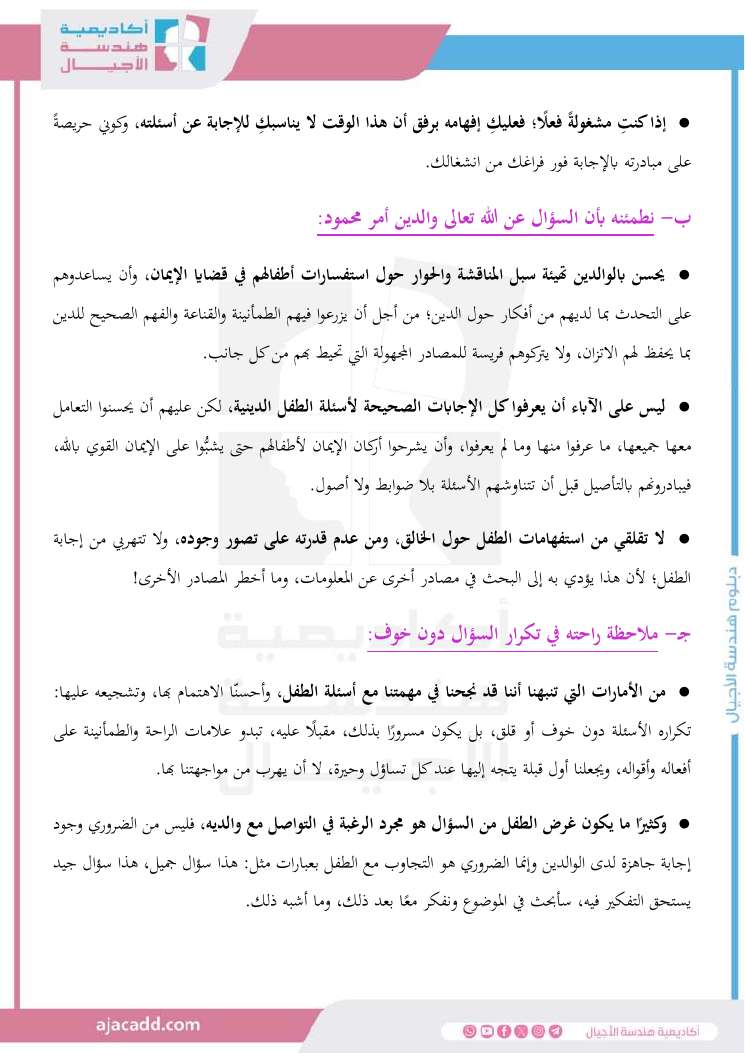 أكاديمية
هندسة
الأجيال
● إذا كنتِ مشغولةً فعلًا؛ فعليكِ إفهامه برفق أن هذا الوقت لا يناسبكِ للإجابة عن أسئلته، وكوني حريصةً
على مبادرته بالإجابة فور فراغك من انشغالك.
ب- نطمئنه بأن السؤال عن الله تعالى والدين أمر محمود:
● يحسن بالوالدين تهيئة سبل المناقشة والحوار حول استفسارات أطفالهم في قضايا الإيمان، وأن يساعدوهم
على التحدث بما لديهم من أفكار حول الدين؛ من أجل أن يزرعوا فيهم الطمأنينة والقناعة والفهم الصحيح للدين
بما يحفظ لهم الاتزان، ولا يتركوهم فريسة للمصادر المجهولة التي تحيط بهم من كل جانب.
● ليس على الآباء أن يعرفوا كل الإجابات الصحيحة لأسئلة الطفل الدينية، لكن عليهم أن يحسنوا التعامل
معها جميعها، ما عرفوا منها وما لم يعرفوا، وأن يشرحوا أركان الإيمان لأطفالهم حتى يشبُّوا على الإيمان القوي بالله،
فيبادرونهم بالتأصيل قبل أن تتناوشهم الأسئلة بلا ضوابط ولا أصول.
● لا تقلقي من استفهامات الطفل حول الخالق، ومن عدم قدرته على تصور وجوده، ولا تتهربي من إجابة
الطفل؛ لأن هذا يؤدي به إلى البحث في مصادر أخرى عن المعلومات، وما أخطر المصادر الأخرى!
جـ- ملاحظة راحته في تكرار السؤال دون خوف:
● من الأمارات التي تنبهنا أننا قد نجحنا في مهمتنا مع أسئلة الطفل، وأحسنّا الاهتمام بها، وتشجيعه عليها:
تكراره الأسئلة دون خوف أو قلق، بل يكون مسرورًا بذلك، مقبلًا عليه، تبدو علامات الراحة والطمأنينة على
أفعاله وأقواله، ويجعلنا أول قبلة يتجه إليها عند كل تساؤل وحيرة، لا أن يهرب من مواجهتنا بها.
● وكثيرًا ما يكون غرض الطفل من السؤال هو مجرد الرغبة في التواصل مع والديه، فليس من الضروري وجود
إجابة جاهزة لدى الوالدين وإنما الضروري هو التجاوب مع الطفل بعبارات مثل: هذا سؤال جميل، هذا سؤال جيد
يستحق التفكير فيه، سأبحث في الموضوع ونفكر معًا بعد ذلك، وما أشبه ذلك.
أكاديمية
هندسة
الأجيال
دبلوم هندسة الأجيال
أكاديمية هندسة الأجيال
ajacadd.com